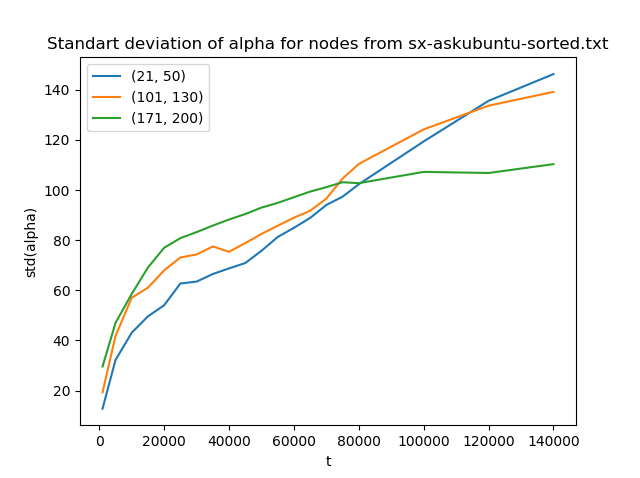 Standart deviation of alpha for nodes from sx-askubuntu-sorted.txt
(21, 50)
(101, 130)
(171, 200)
140
120
100
80
60
40
20
std(alpha)
0 20000 40000 60000 80000 100000 120000 140000
t